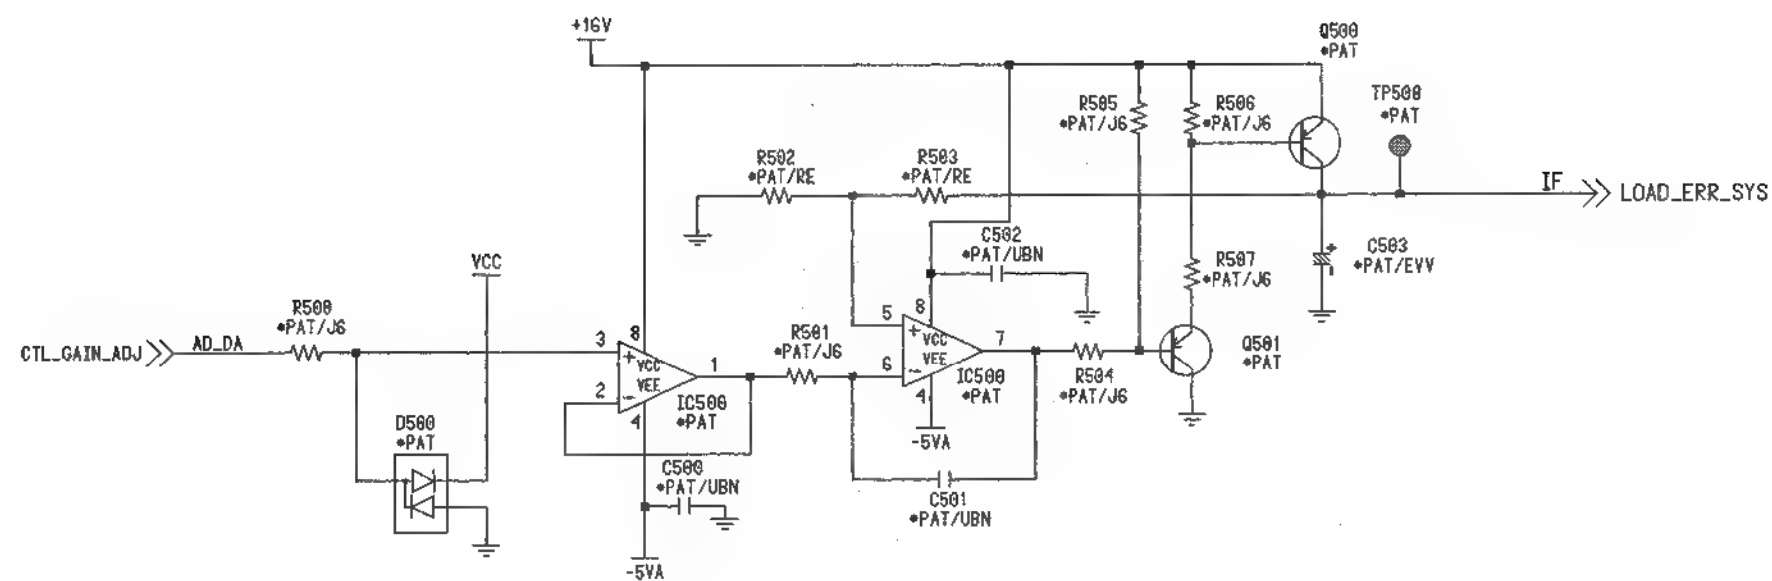 +16V
Q500
*PAT
R505
*PAT/J6
R506
*PAT/J6
TP500
*PAT
R502
*PAT/RE
R503
*PAT/RE
IF
LOAD_ERR_SYS
C502
*PAT/UBN
C503
*PAT/EVV
+
-
VCC
R507
*PAT/J6
R500
*PAT/J6
CTL_GAIN_ADJ
AD_DA
3
8
+
VCC
VEE
-
2
4
1
IC500
*PAT
R501
*PAT/J6
5
8
+
VCC
VEE
-
6
4
7
IC500
*PAT
-5VA
R504
*PAT/J6
Q501
*PAT
D500
*PAT
C500
*PAT/UBN
C501
*PAT/UBN
-5VA